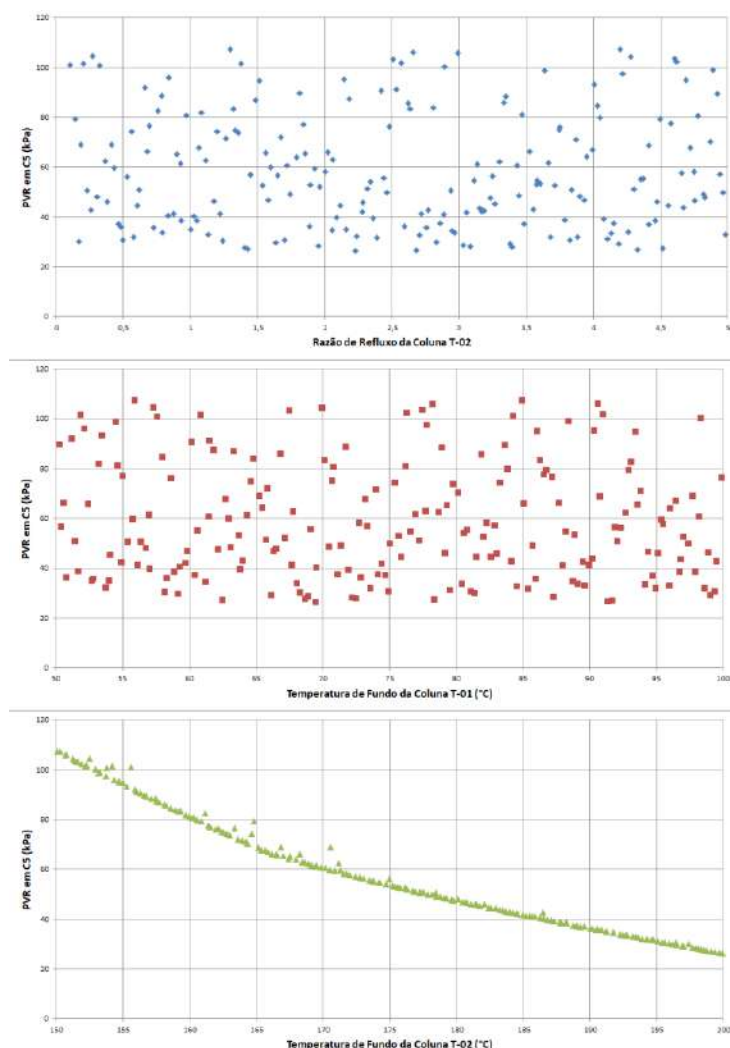 120
100
80
60
40
20
0
PVR em C5 (kPa)
0 0,5 1 1,5 2 2,5 3 3,5 4 4,5 5
Razão de Refluxo da Coluna T-02
120
100
80
60
40
20
0
PVR em C5 (kPa)
50 55 60 65 70 75 80 85 90 95 100
Temperatura de Fundo da Coluna T-01 (°C)
120
100
80
60
40
20
0
PVR em C5 (kPa)
150 155 160 165 170 175 180 185 190 195 200
Temperatura de Fundo da Coluna T-02 (°C)